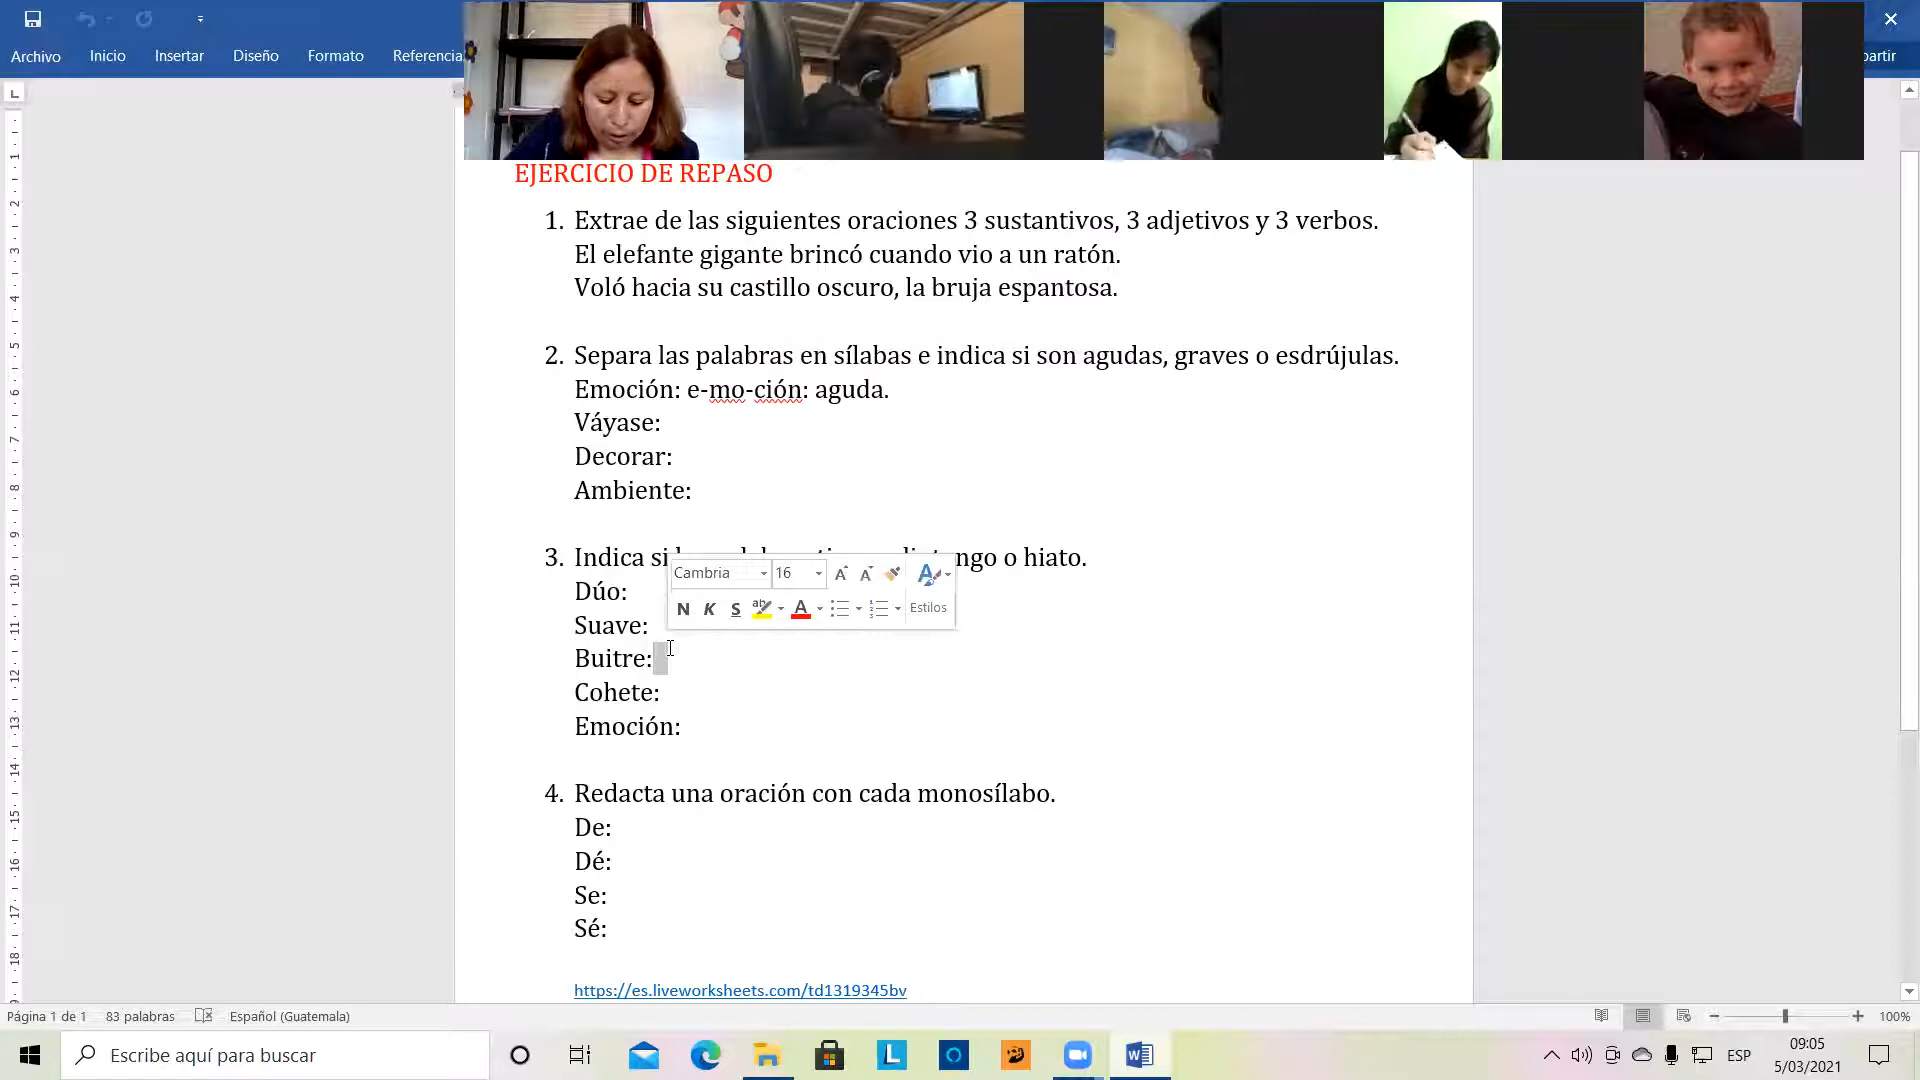 Archivo Inicio Insertar Diseño Formato Referencia
partir
EJERCICIO DE REPASO
1. Extrae de las siguientes oraciones 3 sustantivos, 3 adjetivos y 3 verbos.
El elefante gigante brincó cuando vio a un ratón.
Voló hacia su castillo oscuro, la bruja espantosa.
2. Separa las palabras en sílabas e indica si son agudas, graves o esdrújulas.
Emoción: e-mo-ción: aguda.
Váyase:
Decorar:
Ambiente:
3. Indica si ngo o hiato.
Cambria 16
Dúo:
N K S Estilos
Suave:
Buitre:
Cohete:
Emoción:
4. Redacta una oración con cada monosílabo.
De:
Dé:
Se:
Sé:
https://es.liveworksheets.com/td1319345bv
Página 1 de 1 83 palabras Español (Guatemala) 100%
Escribe aquí para buscar
ESP
09:05
5/03/2021